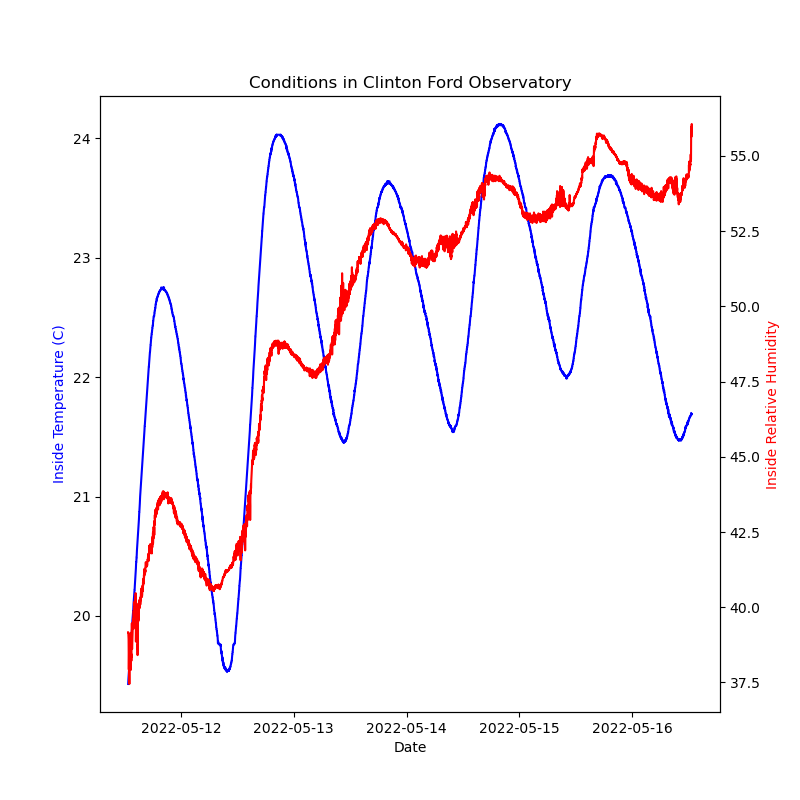 Conditions in Clinton Ford Observatory
24
23
22
21
20
Inside Temperature (C)
55.0
52.5
50.0
47.5
45.0
42.5
40.0
37.5
Inside Relative Humidity
2022-05-12 2022-05-13 2022-05-14 2022-05-15 2022-05-16
Date